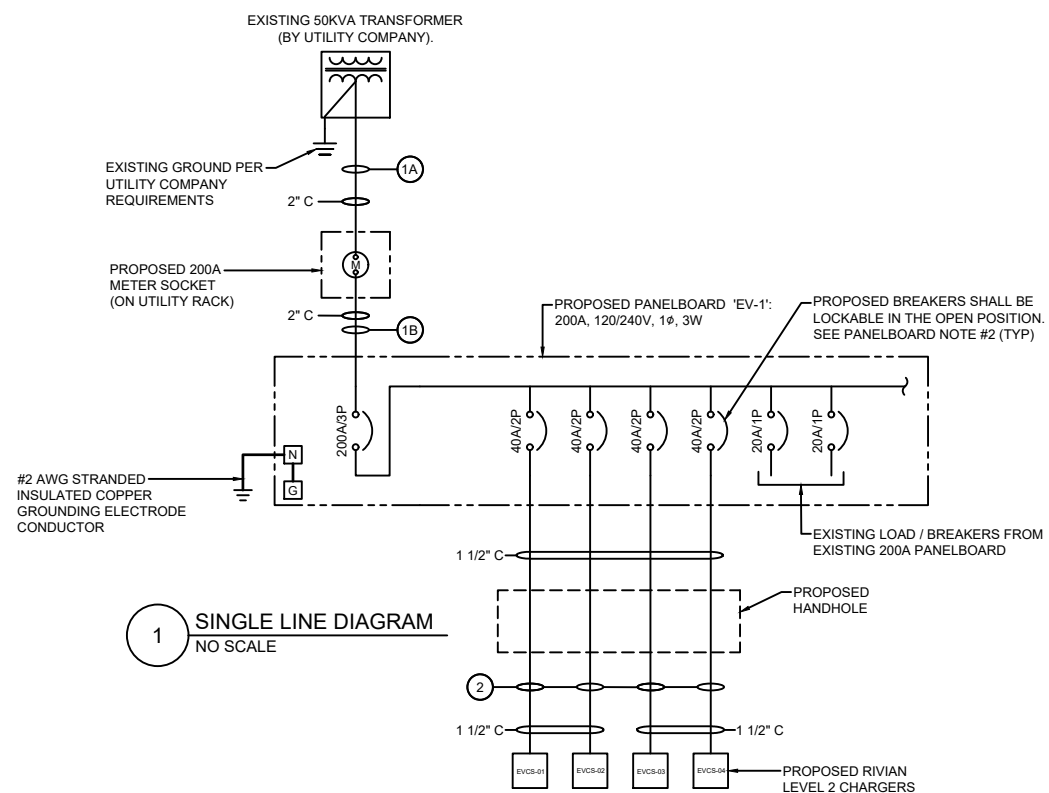 EXISTING 50KVA TRANSFORMER
(BY UTILITY COMPANY).
EXISTING GROUND PER
UTILITY COMPANY
REQUIREMENTS
1A
2" C
PROPOSED 200A
METER SOCKET
(ON UTILITY RACK)
M
2" C
1B
PROPOSED PANELBOARD 'EV-1':
200A, 120/240V, 1ϕ, 3W
PROPOSED BREAKERS SHALL BE
LOCKABLE IN THE OPEN POSITION.
SEE PANELBOARD NOTE #2 (TYP)
200A/3P
40A/2P
40A/2P
40A/2P
40A/2P
20A/1P
20A/1P
N
G
#2 AWG STRANDED
INSULATED COPPER
GROUNDING ELECTRODE
CONDUCTOR
EXISTING LOAD / BREAKERS FROM
EXISTING 200A PANELBOARD
1 1/2" C
PROPOSED
HANDHOLE
1
SINGLE LINE DIAGRAM
NO SCALE
2
1 1/2" C
1 1/2" C
EVCS-01
EVCS-02
EVCS-03
EVCS-04
PROPOSED RIVIAN
LEVEL 2 CHARGERS